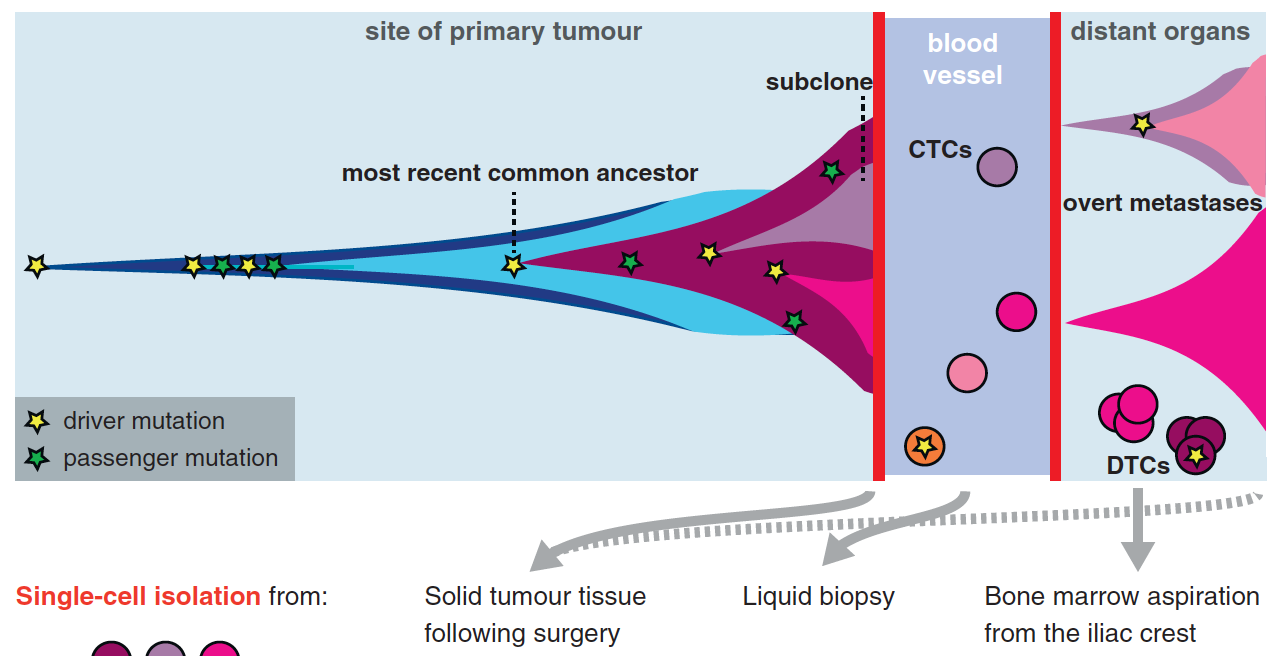 site of primary tumour
blood
vessel
distant organs
subclone
CTCs
most recent common ancestor
overt metastases
driver mutation
passenger mutation
DTCs
Single-cell isolation from:
Solid tumour tissue
following surgery
Liquid biopsy
Bone marrow aspiration
from the iliac crest